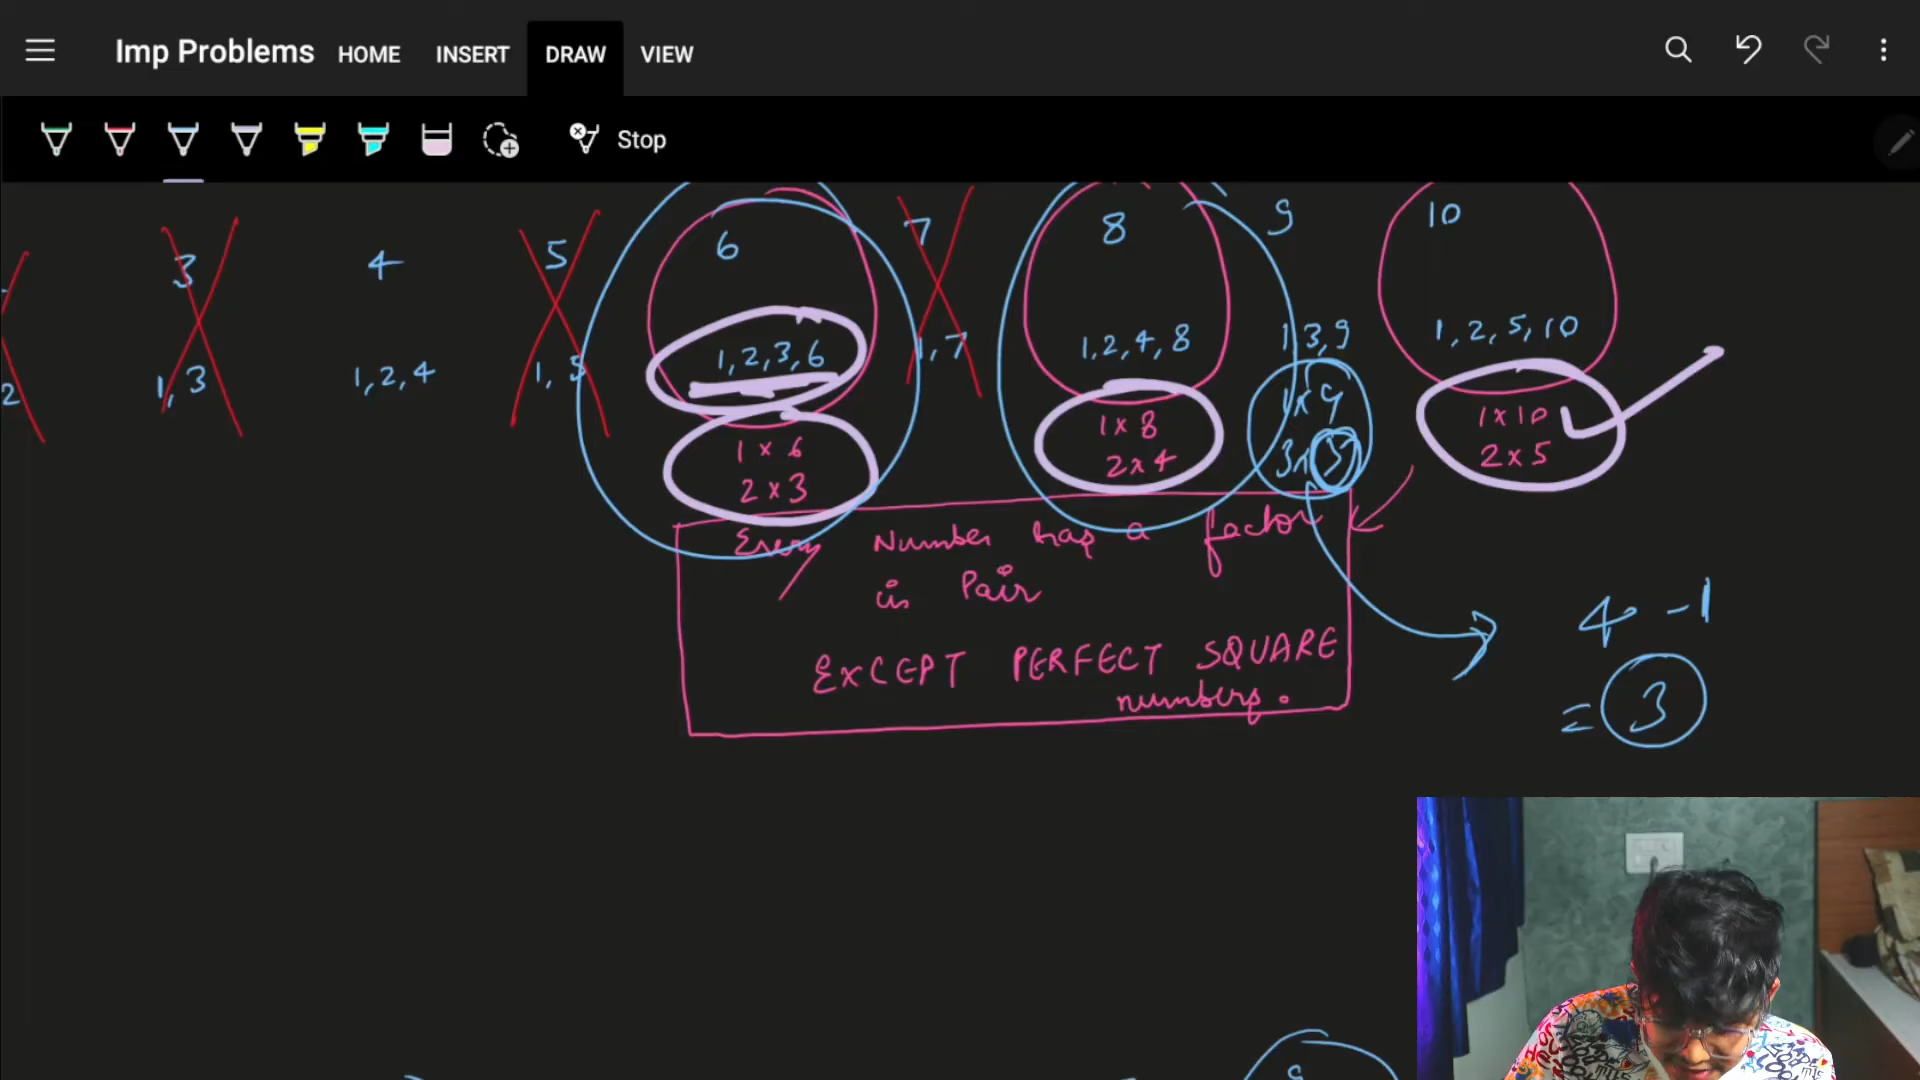 Imp Problems HOME INSERT DRAW VIEW
Stop
3 4 5 6 7 8 9 10
2 1,3 1,2,4 1,5 1,2,3,6 1,7 1,2,4,8 1,3,9 1,2,5,10
1 x 6 1 x 8 1 x 9 1 x 10
2 x 3 2 x 4 3 x 3 2 x 5
Every Number has a factor
in Pair
EXCEPT PERFECT SQUARE
numbers.
4 - 1
= 3
9